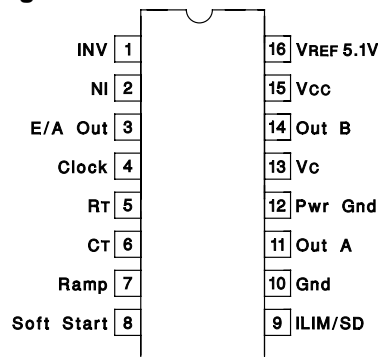 g
INV 1 16 VREF 5.1V
NI 2 15 VCC
E/A Out 3 14 Out B
Clock 4 13 VC
RT 5 12 Pwr Gnd
CT 6 11 Out A
Ramp 7 10 Gnd
Soft Start 8 9 ILIM/SD